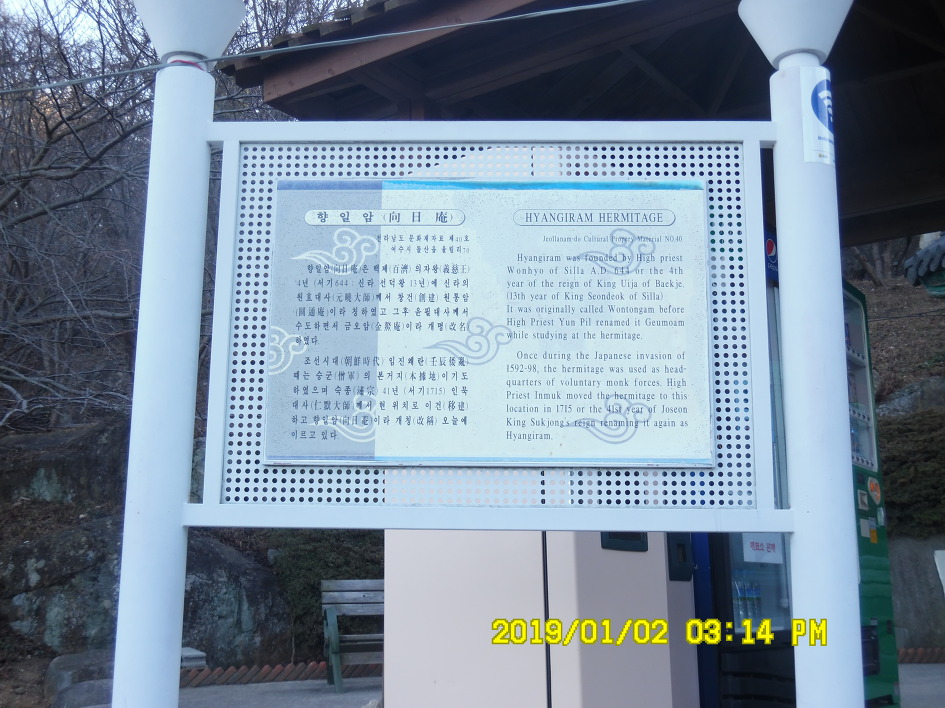 향일암(向日庵)
전라남도 문화재자료 제40호
여수시 돌산읍 율림리70
향일암(向日庵)은 백제(百濟) 의자왕(義慈王)
4년 (서기644 : 신라 선덕왕 13년)에 신라의
원효대사(元曉大師)께서 창건(創建) 원통암
(圓通庵)이라 칭하였고 그후 윤필대사께서
수도하면서 금오암(金鰲庵)이라 개명(改名)
하였다.
조선시대(朝鮮時代) 임진왜란(壬辰倭亂)
때는 승군(僧軍)의 본거지(本據地)이기도
하였으며 숙종 41년 (서기1715) 인묵
대사(仁默大師)께서 현 위치로 이건(移建)
하고 향일암(向日庵)이라 개칭(改稱) 오늘에
이르고 있다
HYANGIRAM HERMITAGE
Jeollanam-do Cultural Property Material NO.40
Hyangiram was founded by High priest
Wonhyo of Silla A.D. 644 or the 4th
year of the reign of King Uija of Baekje.
(13th year of King Seondeok of Silla)
It was originally called Wontongam before
High Priest Yun Pil renamed it Geumoam
while studying at the hermitage.
Once during the Japanese invasion of
1592-98, the hermitage was used as head-
quarters of voluntary monk forces. High
Priest Inmuk moved the hermitage to this
location in 1715 or the 41st year of Joseon
King Sukjong's reign renaming it again as
Hyangiram.
2019/01/02 03:14 PM